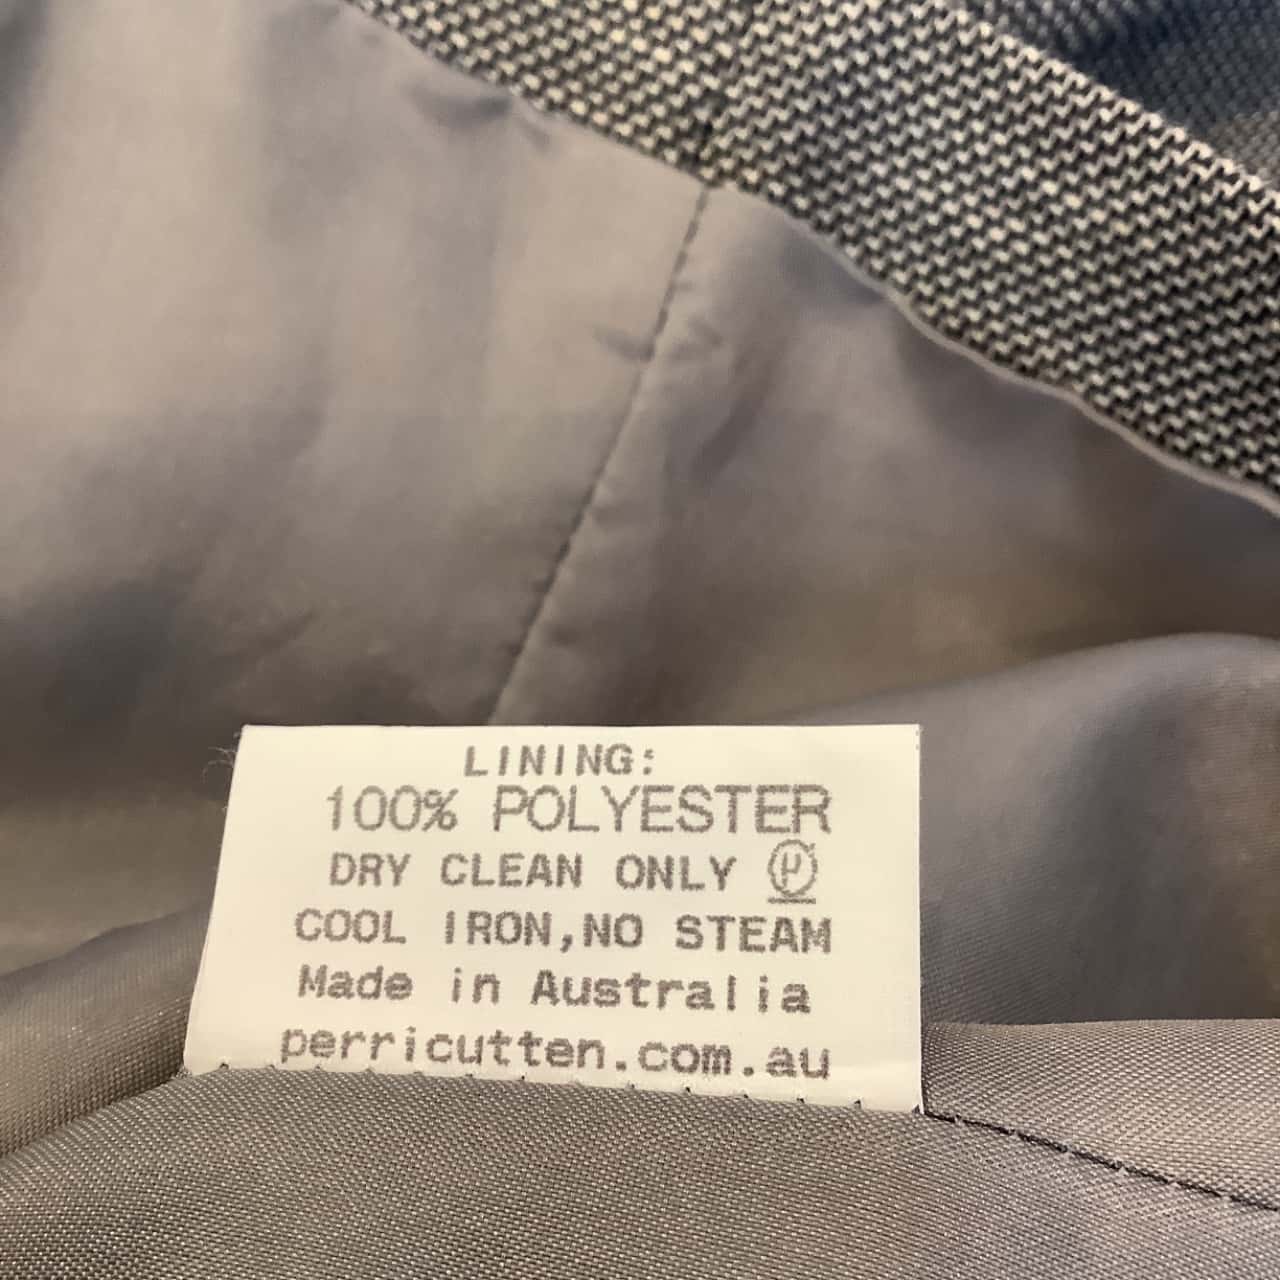 LINING:
100% POLYESTER
DRY CLEAN ONLY Ⓟ
COOL IRON,NO STEAM
Made in Australia
perricutten.com.au